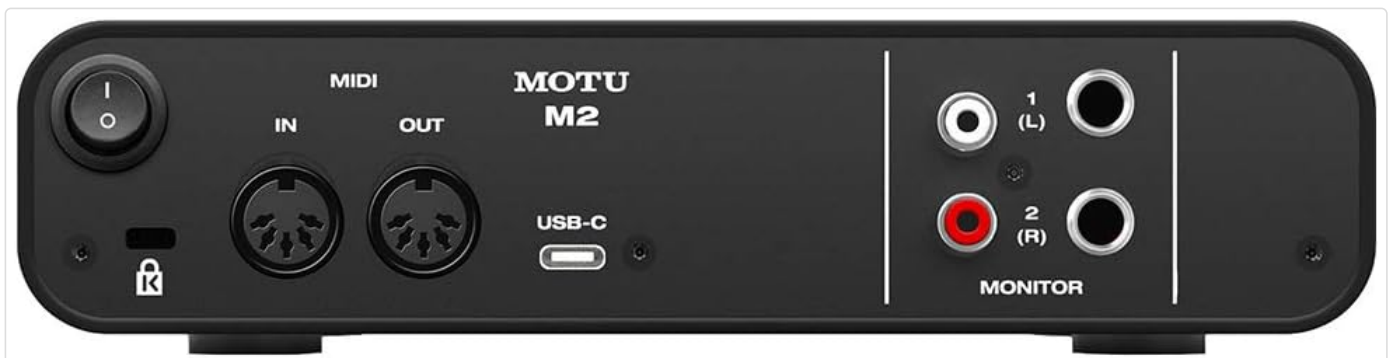 I
O
MIDI
IN
OUT
MOTU
M2
USB-C
K
1
(L)
2
(R)
MONITOR